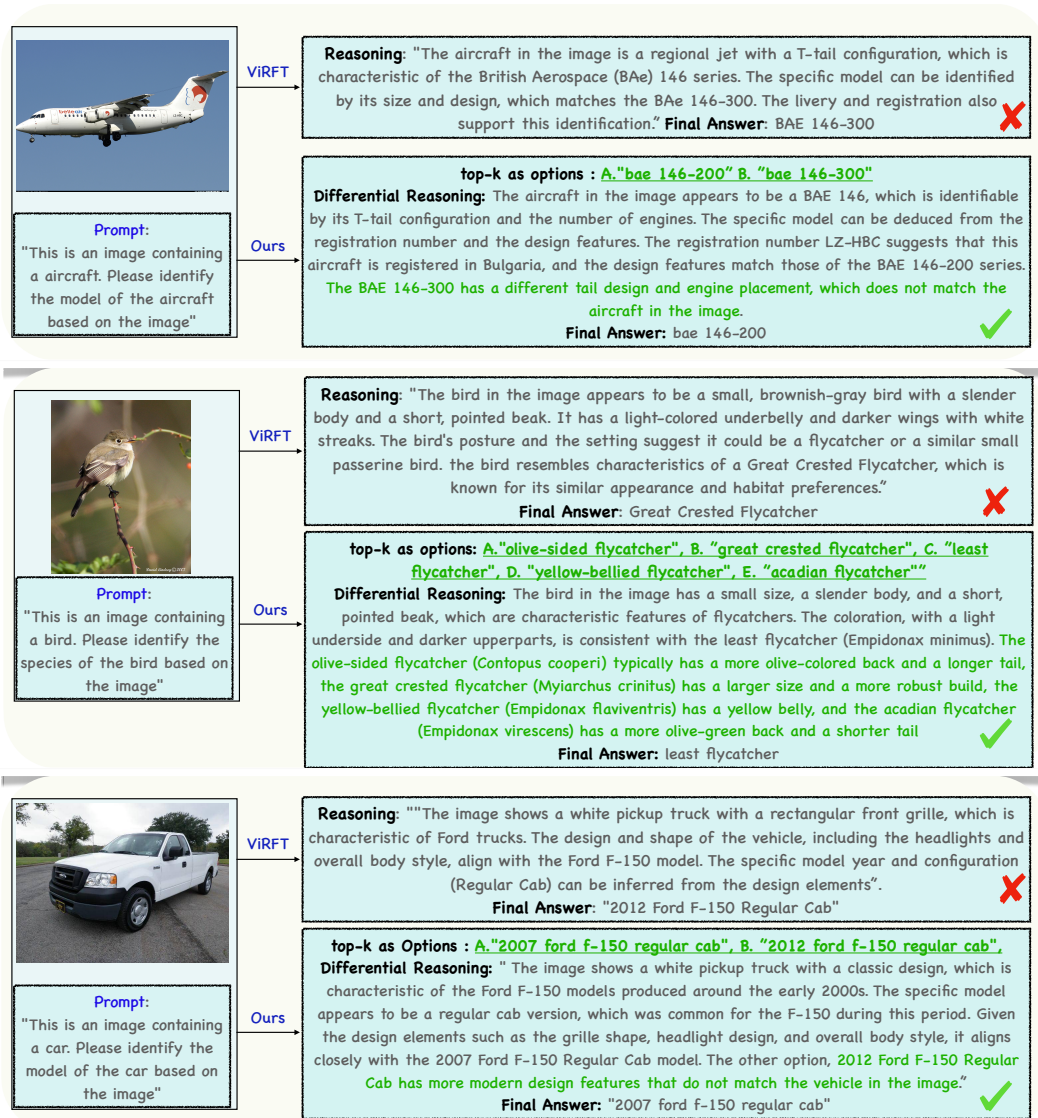 ViRFT
Reasoning: "The aircraft in the image is a regional jet with a T-tail configuration, which is
characteristic of the British Aerospace (BAe) 146 series. The specific model can be identified
by its size and design, which matches the BAe 146-300. The livery and registration also
support this identification.” Final Answer: BAE 146-300
Prompt:
"This is an image containing
a aircraft. Please identify
the model of the aircraft
based on the image"
Ours
top-k as options : A."bae 146-200” B. “bae 146-300"
Differential Reasoning: The aircraft in the image appears to be a BAE 146, which is identifiable
by its T-tail configuration and the number of engines. The specific model can be deduced from the
registration number and the design features. The registration number LZ-HBC suggests that this
aircraft is registered in Bulgaria, and the design features match those of the BAE 146-200 series.
The BAE 146-300 has a different tail design and engine placement, which does not match the
aircraft in the image.
Final Answer: bae 146-200
ViRFT
Reasoning: "The bird in the image appears to be a small, brownish-gray bird with a slender
body and a short, pointed beak. It has a light-colored underbelly and darker wings with white
streaks. The bird's posture and the setting suggest it could be a flycatcher or a similar small
passerine bird. the bird resembles characteristics of a Great Crested Flycatcher, which is
known for its similar appearance and habitat preferences.”
Final Answer: Great Crested Flycatcher
Prompt:
"This is an image containing
a bird. Please identify the
species of the bird based on
the image"
Ours
top-k as options: A."olive-sided flycatcher", B. “great crested flycatcher", C. “least
flycatcher", D. "yellow-bellied flycatcher", E. “acadian flycatcher"“
Differential Reasoning: The bird in the image has a small size, a slender body, and a short,
pointed beak, which are characteristic features of flycatchers. The coloration, with a light
underside and darker upperparts, is consistent with the least flycatcher (Empidonax minimus). The
olive-sided flycatcher (Contopus cooperi) typically has a more olive-colored back and a longer tail,
the great crested flycatcher (Myiarchus crinitus) has a larger size and a more robust build, the
yellow-bellied flycatcher (Empidonax flaviventris) has a yellow belly, and the acadian flycatcher
(Empidonax virescens) has a more olive-green back and a shorter tail
Final Answer: least flycatcher
ViRFT
Reasoning: ""The image shows a white pickup truck with a rectangular front grille, which is
characteristic of Ford trucks. The design and shape of the vehicle, including the headlights and
overall body style, align with the Ford F-150 model. The specific model year and configuration
(Regular Cab) can be inferred from the design elements”.
Final Answer: "2012 Ford F-150 Regular Cab"
Prompt:
"This is an image containing
a car. Please identify the
model of the car based on
the image"
Ours
top-k as Options : A."2007 ford f-150 regular cab", B. “2012 ford f-150 regular cab",
Differential Reasoning: " The image shows a white pickup truck with a classic design, which is
characteristic of the Ford F-150 models produced around the early 2000s. The specific model
appears to be a regular cab version, which was common for the F-150 during this period. Given
the design elements such as the grille shape, headlight design, and overall body style, it aligns
closely with the 2007 Ford F-150 Regular Cab model. The other option, 2012 Ford F-150 Regular
Cab has more modern design features that do not match the vehicle in the image.”
Final Answer: "2007 ford f-150 regular cab"